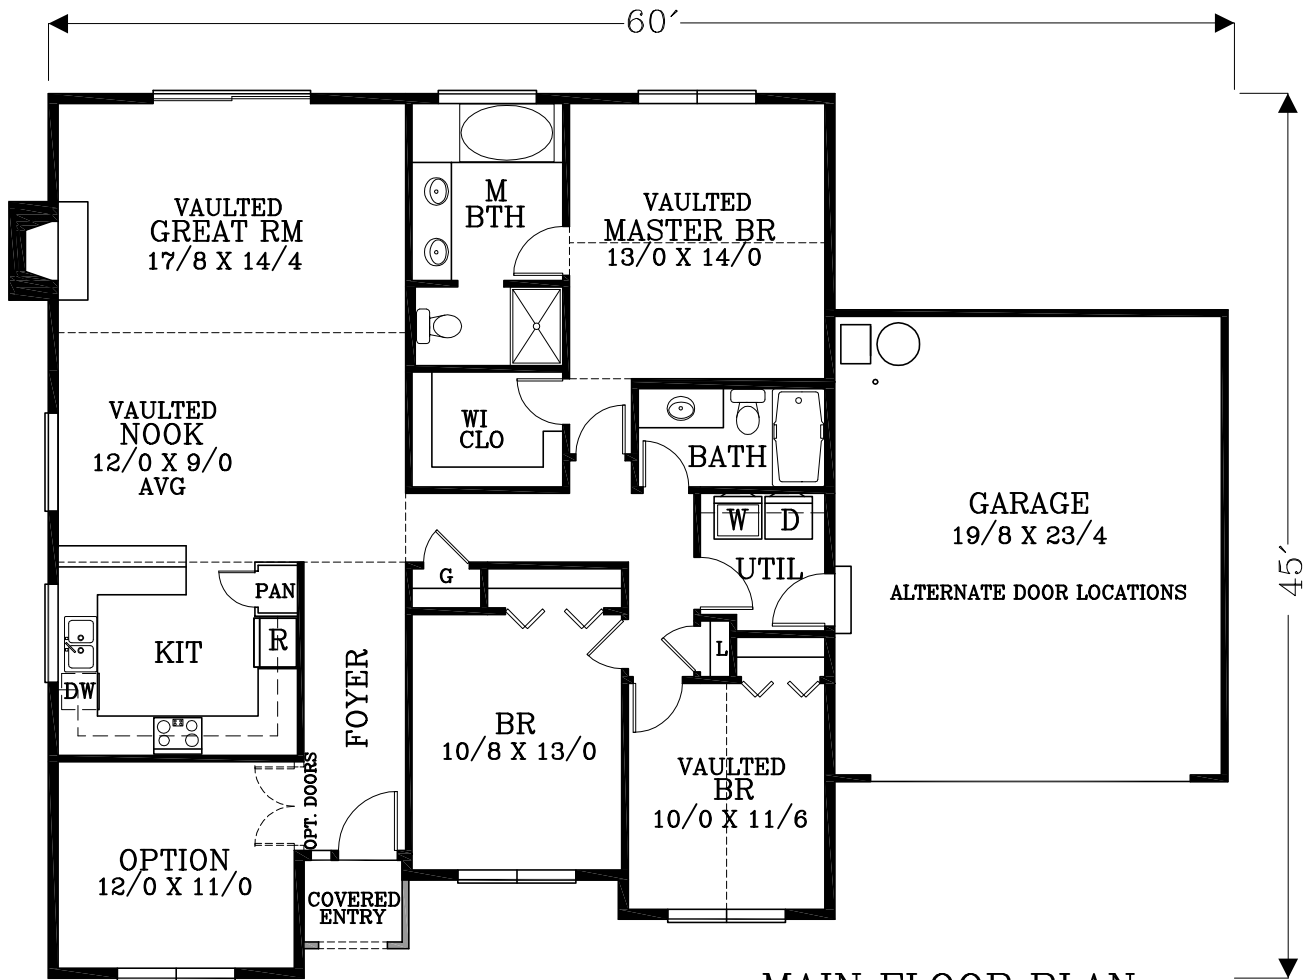 60′
VAULTED
GREAT RM
17/8 X 14/4
M
BTH
VAULTED
MASTER BR
13/0 X 14/0
VAULTED
NOOK
12/0 X 9/0
AVG
WI
CLO
BATH
GARAGE
19/8 X 23/4
ALTERNATE DOOR LOCATIONS
45′
W
D
UTIL
G
PAN
R
KIT
DW
L
FOYER
BR
10/8 X 13/0
VAULTED
BR
10/0 X 11/6
OPT. DOORS
OPTION
12/0 X 11/0
COVERED
ENTRY
MAIN FLOOR PLAN